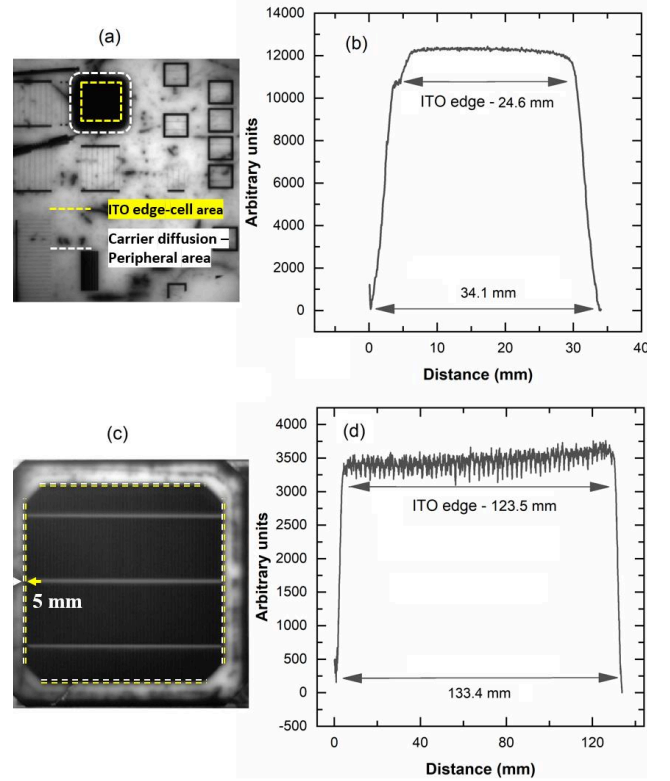 (a)
ITO edge-cell area
Carrier diffusion –
Peripheral area
(b)
14000
12000
10000
8000
6000
4000
2000
0
Arbitrary units
ITO edge - 24.6 mm
34.1 mm
0 10 20 30 40
Distance (mm)
(c)
5 mm
(d)
4000
3500
3000
2500
2000
1500
1000
500
0
-500
Arbitrary units
ITO edge - 123.5 mm
133.4 mm
0 40 80 120
Distance (mm)